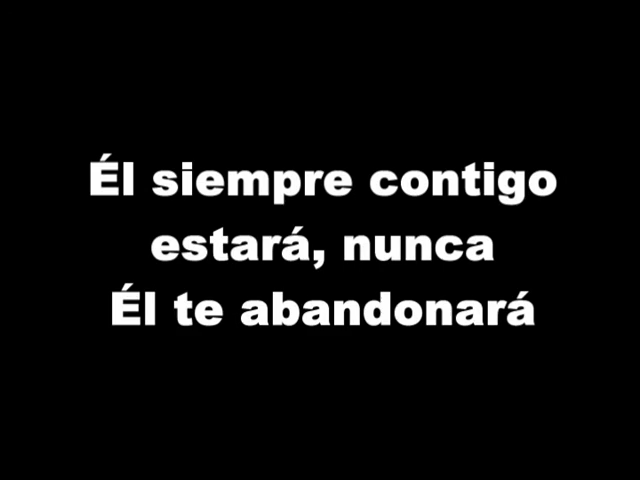 Él siempre contigo
estará, nunca
Él te abandonará